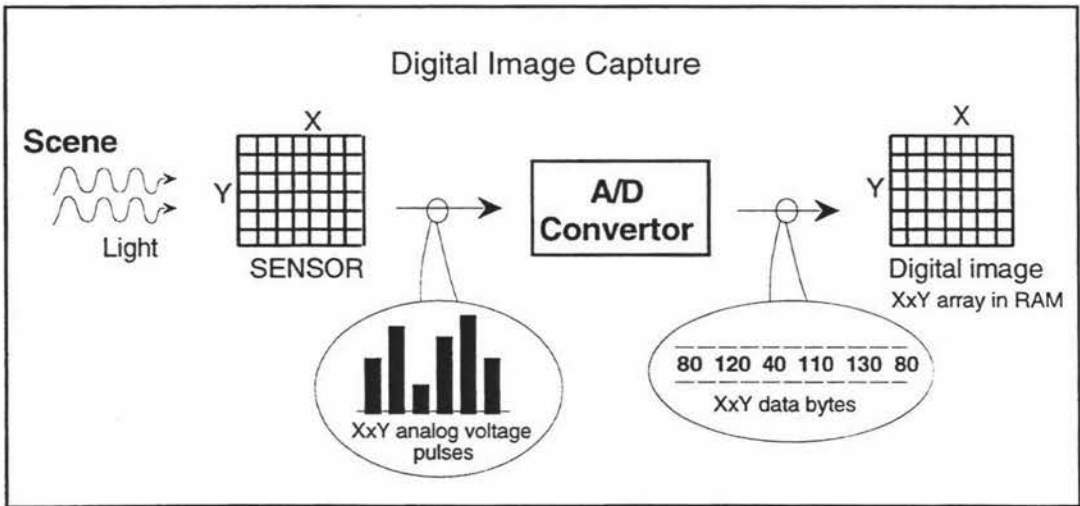 Digital Image Capture
Scene
Light
X
Y
SENSOR
XxY analog voltage
pulses
A/D
Convertor
80 120 40 110 130 80
XxY data bytes
X
Y
Digital image
XxY array in RAM